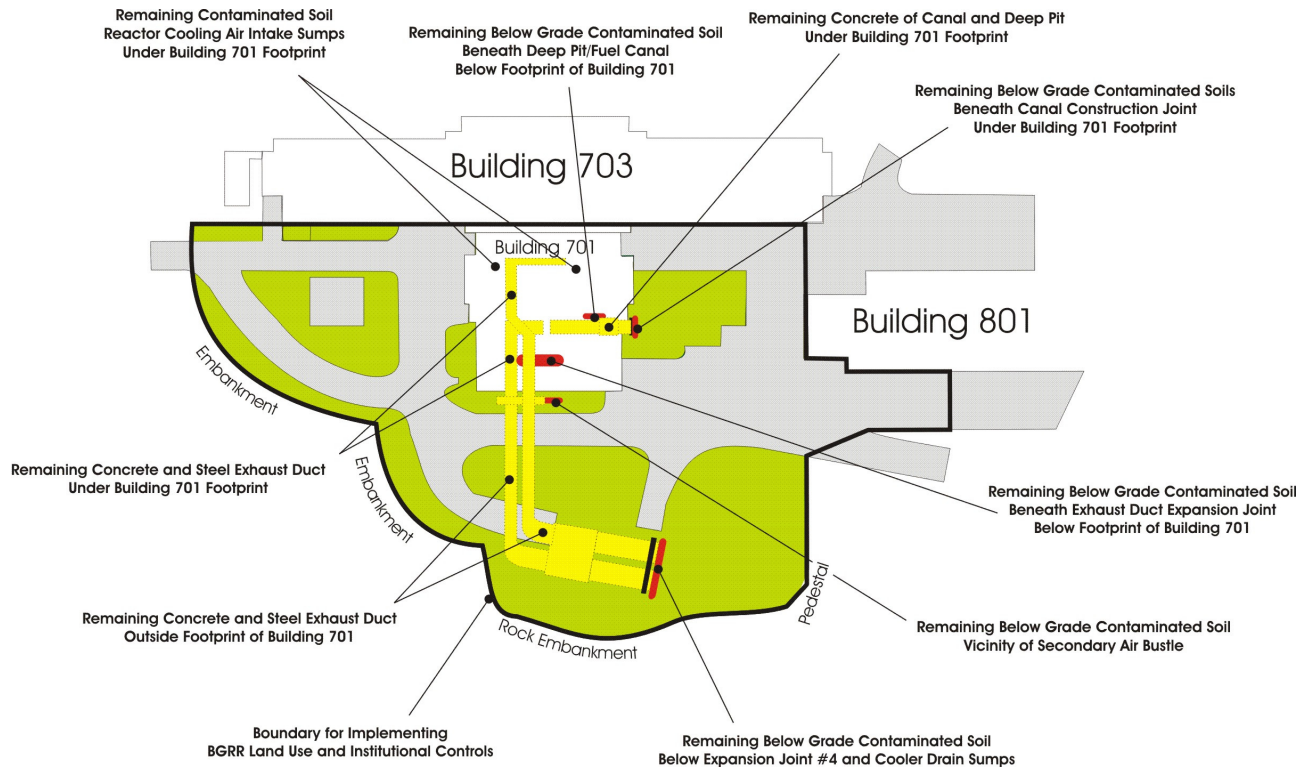 Remaining Contaminated Soil
Reactor Cooling Air Intake Sumps
Under Building 701 Footprint
Remaining Below Grade Contaminated Soil
Beneath Deep Pit/Fuel Canal
Below Footprint of Building 701
Remaining Concrete of Canal and Deep Pit
Under Building 701 Footprint
Remaining Below Grade Contaminated Soils
Beneath Canal Construction Joint
Under Building 701 Footprint
Building 703
Building 701
Building 801
Embankment
Embankment
Remaining Concrete and Steel Exhaust Duct
Under Building 701 Footprint
Remaining Below Grade Contaminated Soil
Beneath Exhaust Duct Expansion Joint
Below Footprint of Building 701
Remaining Concrete and Steel Exhaust Duct
Outside Footprint of Building 701
Rock Embankment
Pedestal
Remaining Below Grade Contaminated Soil
Vicinity of Secondary Air Bustle
Boundary for Implementing
BGRR Land Use and Institutional Controls
Remaining Below Grade Contaminated Soil
Below Expansion Joint #4 and Cooler Drain Sumps